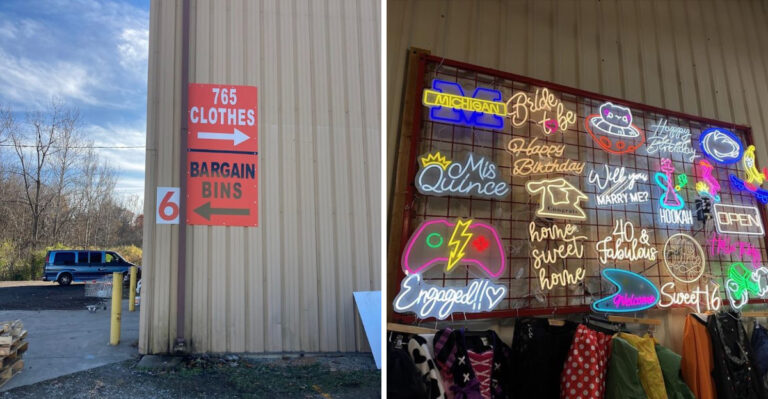 765
CLOTHES
BARGAIN
BINS
6
MICHIGAN
Bride
to
be
Happy
Birthday
Happy
Birthday
Mis
Quince
Will you
MARRY ME?
HOOKAH
OPEN
home
sweet
home
40 &
Fabulous
Engaged!!
Welcome
Sweet 16